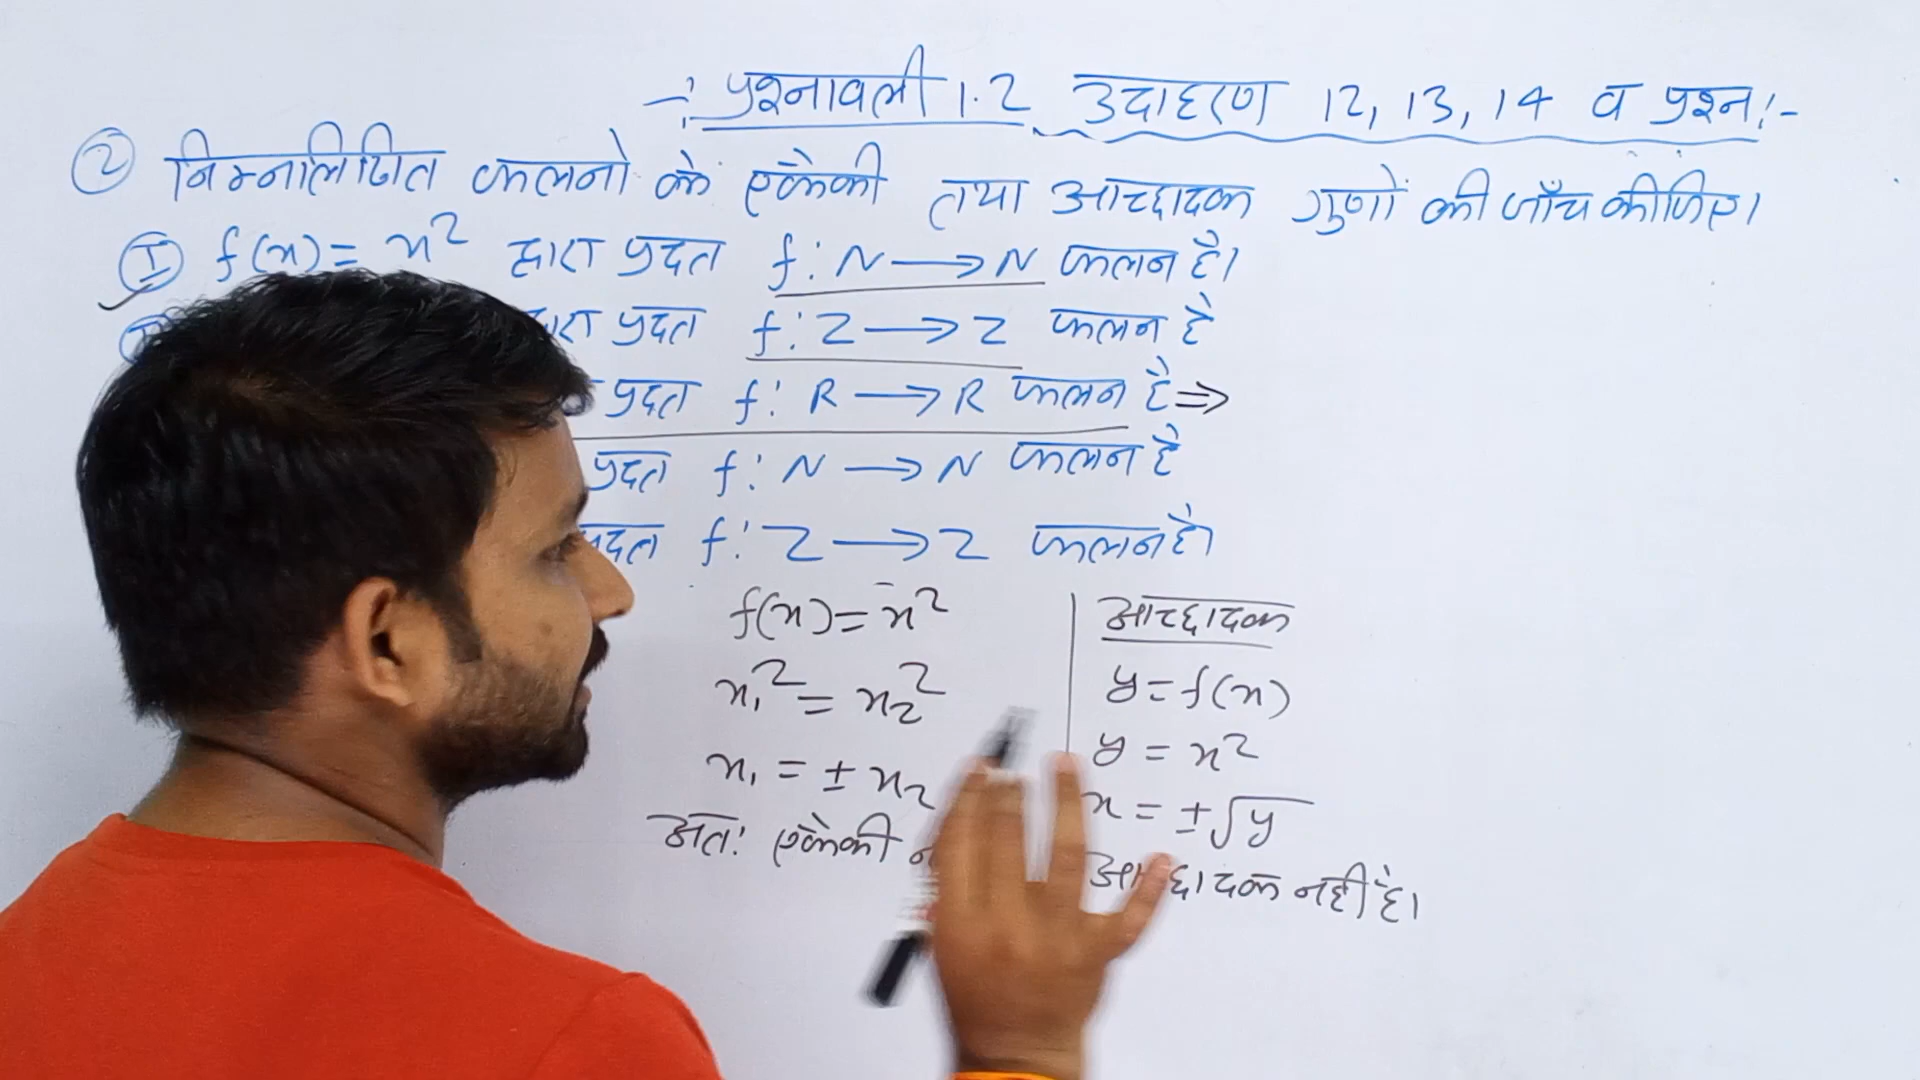 -: प्रश्नावली 1.2 उदाहरण 12, 13, 14 व प्रश्न:-
② निम्नलिखित फलनो के एकैकी तथा आच्छादक गुणों की जाँच कीजिए।
Ⓘ f(x) = x² द्वारा प्रदत f: N → N फलन है।
प्रदत f: Z → Z फलन है
प्रदत f: R → R फलन है ⇒
प्रदत f: N → N फलन है
प्रदत f: Z → Z फलन है।
f(x) = x²
x₁² = x₂²
x₁ = ± x₂
अत: एकैकी
आच्छादक
y = f(x)
y = x²
x = ±√y
नही है।